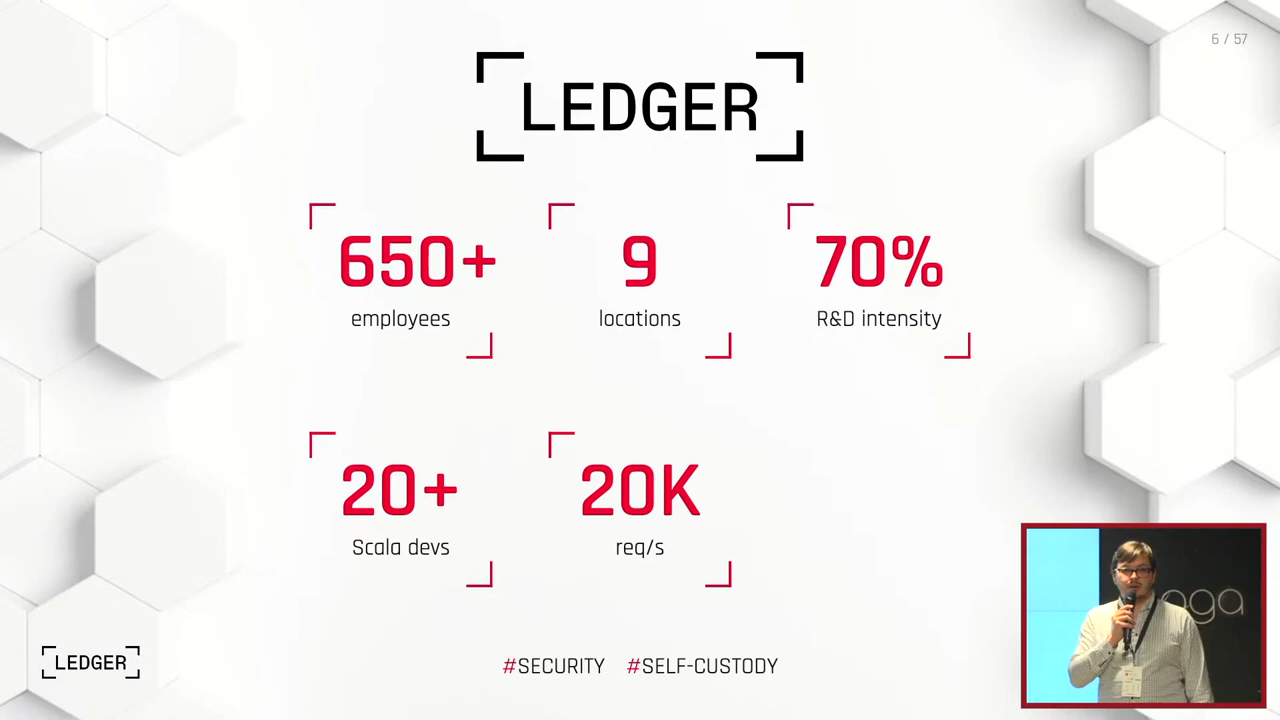 6 / 57
LEDGER
650+
employees
9
locations
70%
R&D intensity
20+
Scala devs
20K
req/s
LEDGER
#SECURITY #SELF-CUSTODY